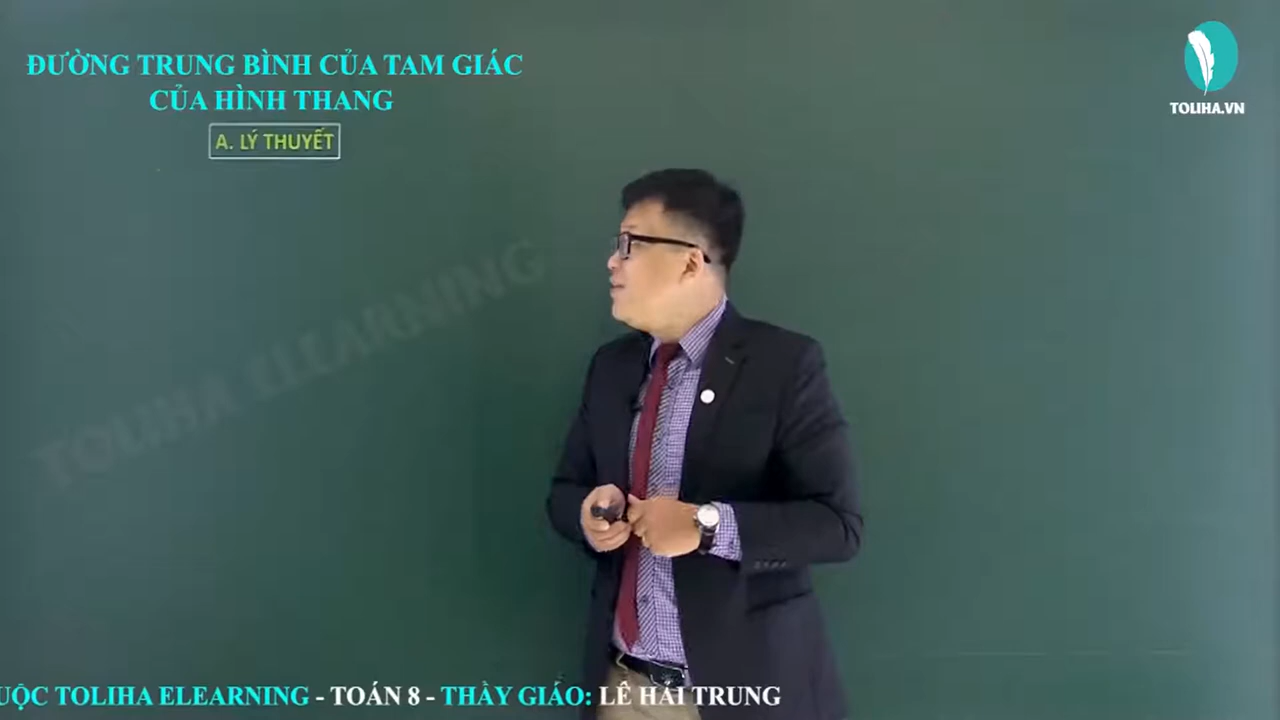 ĐƯỜNG TRUNG BÌNH CỦA TAM GIÁC
CỦA HÌNH THANG
A. LÝ THUYẾT
TOLIHA.VN
TOLIHA ELEARNING
UỘC TOLIHA ELEARNING - TOÁN 8 - THẦY GIÁO: LÊ HẢI TRUNG